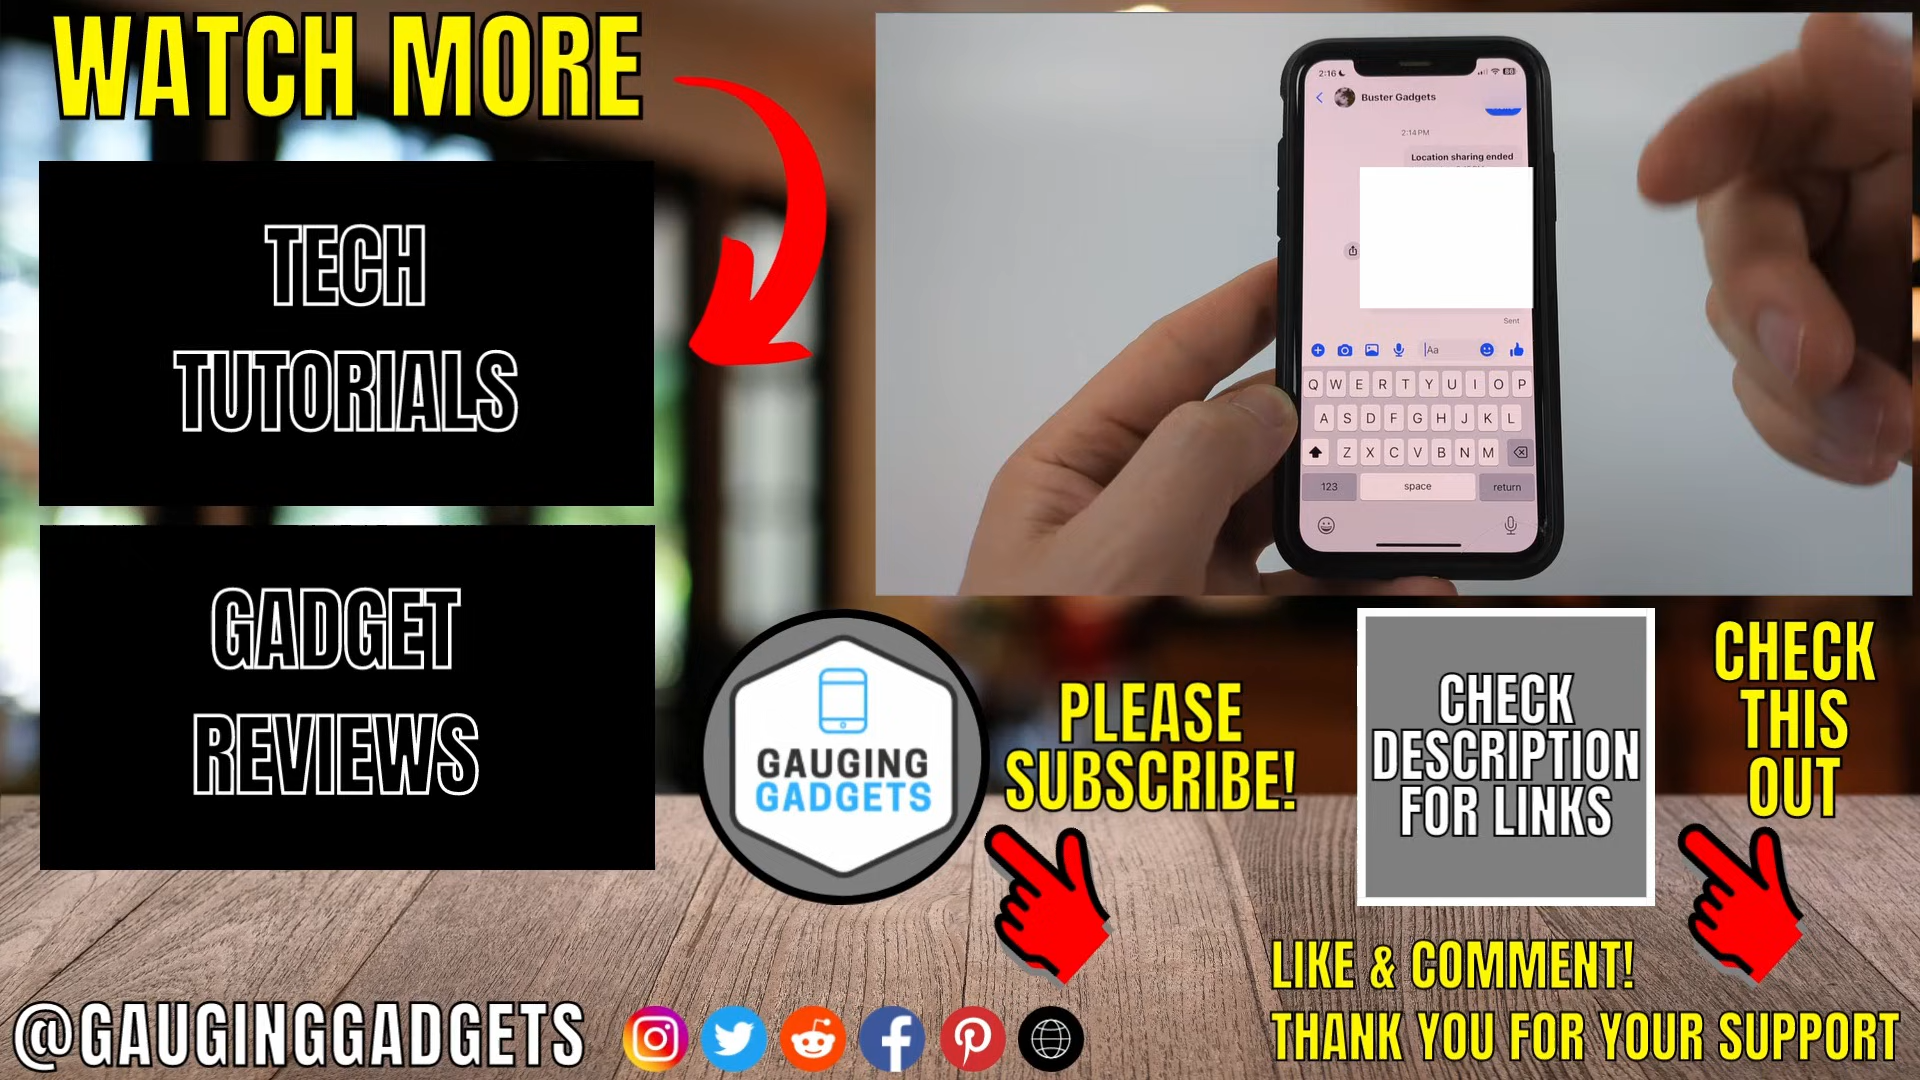 WATCH MORE
TECH
TUTORIALS
GADGET
REVIEWS
2:16
86
Buster Gadgets
2:14 PM
Location sharing ended
Sent
Aa
Q W E R T Y U I O P
A S D F G H J K L
Z X C V B N M
123 space return
GAUGING
GADGETS
PLEASE
SUBSCRIBE!
CHECK
DESCRIPTION
FOR LINKS
CHECK
THIS
OUT
LIKE & COMMENT!
THANK YOU FOR YOUR SUPPORT
@GAUGINGGADGETS